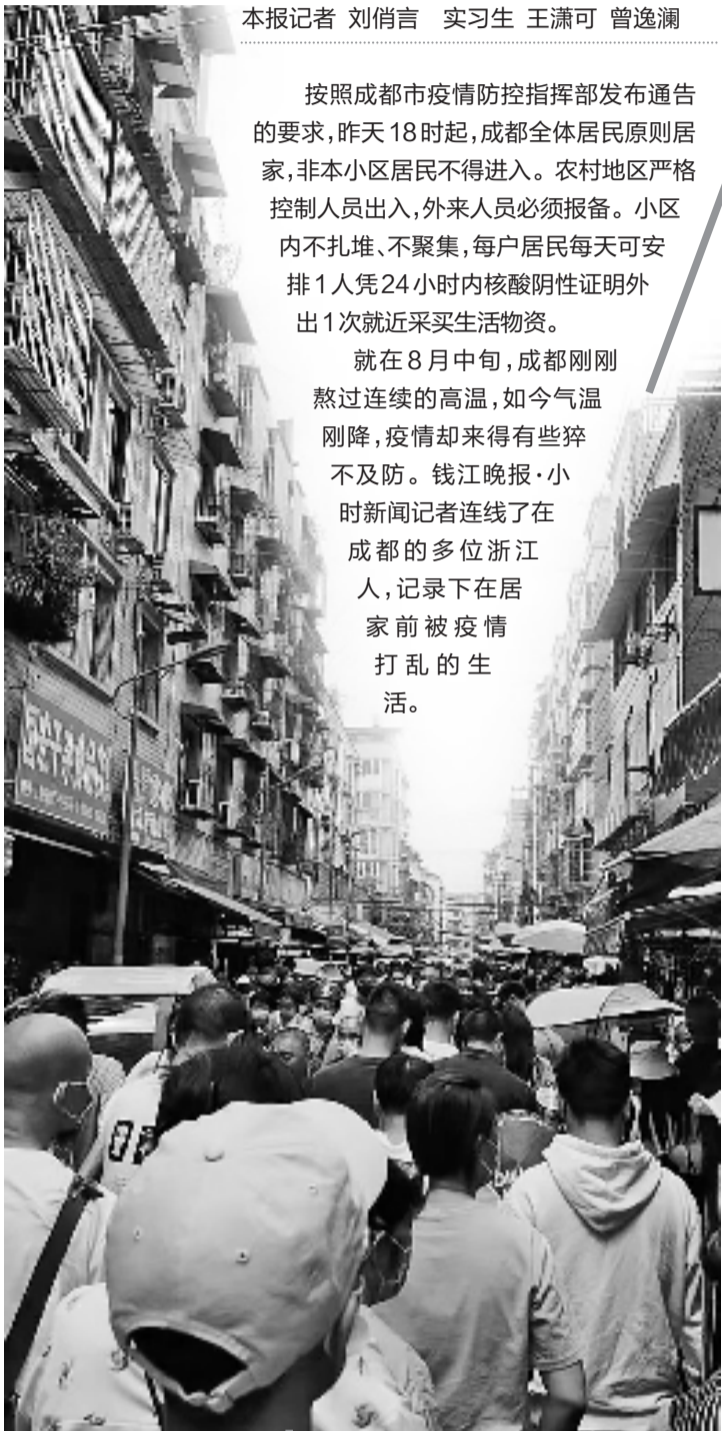 本报记者 刘俏言 实习生 王潇可 曾逸澜
按照成都市疫情防控指挥部发布通告
的要求，昨天18时起，成都全体居民原则居
家，非本小区居民不得进入。农村地区严格
控制人员出入，外来人员必须报备。小区
内不扎堆、不聚集，每户居民每天可安
排1人凭24小时内核酸阴性证明外
出1次就近采买生活物资。
就在8月中旬，成都刚刚
熬过连续的高温，如今气温
刚降，疫情却来得有些猝
不及防。钱江晚报·小
时新闻记者连线了在
成都的多位浙江
人，记录下在居
家前被疫情
打乱的生
活。